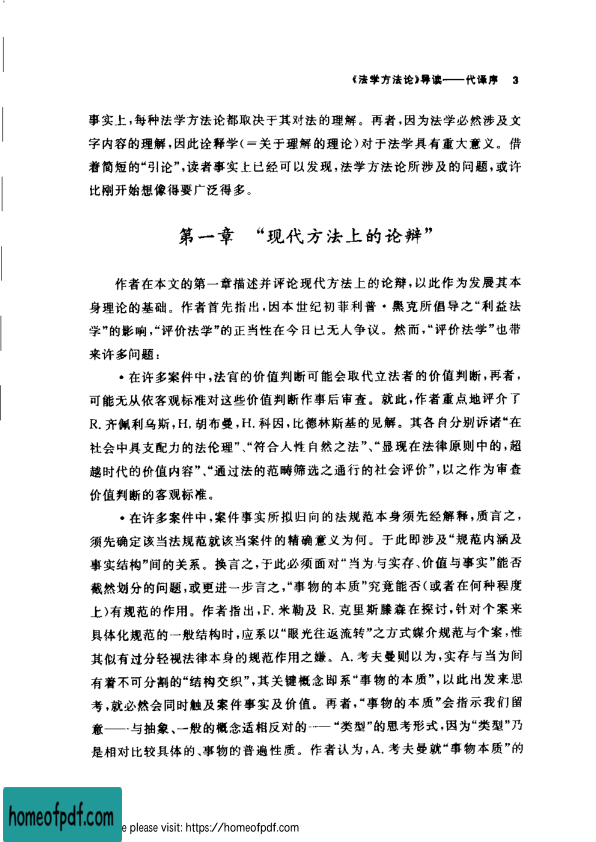 《法学方法论》导读——代译序 3
事实上,每种法学方法论都取决于其对法的理解。再者,因为法学必然涉及文
字内容的理解,因此诠释学(=关于理解的理论)对于法学具有重大意义。借
着简短的“引论”,读者事实上已经可以发现,法学方法论所涉及的问题,或许
比刚开始想像得要广泛得多。
第一章 “现代方法上的论辩”
作者在本文的第一章描述并评论现代方法上的论辩,以此作为发展其本
身理论的基础。作者首先指出,因本世纪初菲利普·黑克所倡导之“利益法
学”的影响,“评价法学”的正当性在今日已无人争议。然而,“评价法学”也带
来许多问题:
·在许多案件中,法官的价值判断可能会取代立法者的价值判断,再者,
可能无从依客观标准对这些价值判断作事后审查。就此,作者重点地评介了
R.齐佩利乌斯,H.胡布曼,H.科因,比德林斯基的见解。其各自分别诉诸“在
社会中具支配力的法伦理”、“符合人性自然之法”、“显现在法律原则中的,超
越时代的价值内容”、“通过法的范畴筛选之通行的社会评价”,以之作为审查
价值判断的客观标准。
·在许多案件中,案件事实所拟归向的法规范本身须先经解释,质言之,
须先确定该当法规范就该当案件的精确意义为何。于此即涉及“规范内涵及
事实结构”间的关系。换言之,于此必须面对“当为与实存、价值与事实”能否
截然划分的问题,或更进一步言之,“事物的本质”究竟能否(或者在何种程度
上)有规范的作用。作者指出,F.米勒及 R.克里斯滕森在探讨,针对个案来
具体化规范的一般结构时,应系以“眼光往返流转”之方式媒介规范与个案,惟
其似有过分轻视法律本身的规范作用之嫌。A.考夫曼则以为,实存与当为间
有着不可分割的“结构交织”,其关键概念即系“事物的本质”,以此出发来思
考,就必然会同时触及案件事实及价值。再者,“事物的本质”会指示我们留
意——与抽象、一般的概念适相反对的——“类型”的思考形式,因为“类型”乃
是相对比较具体的、事物的普遍性质。作者认为,A.考夫曼就“事物本质”的
homeofpdf.com
e please visit: https://homeofpdf.com